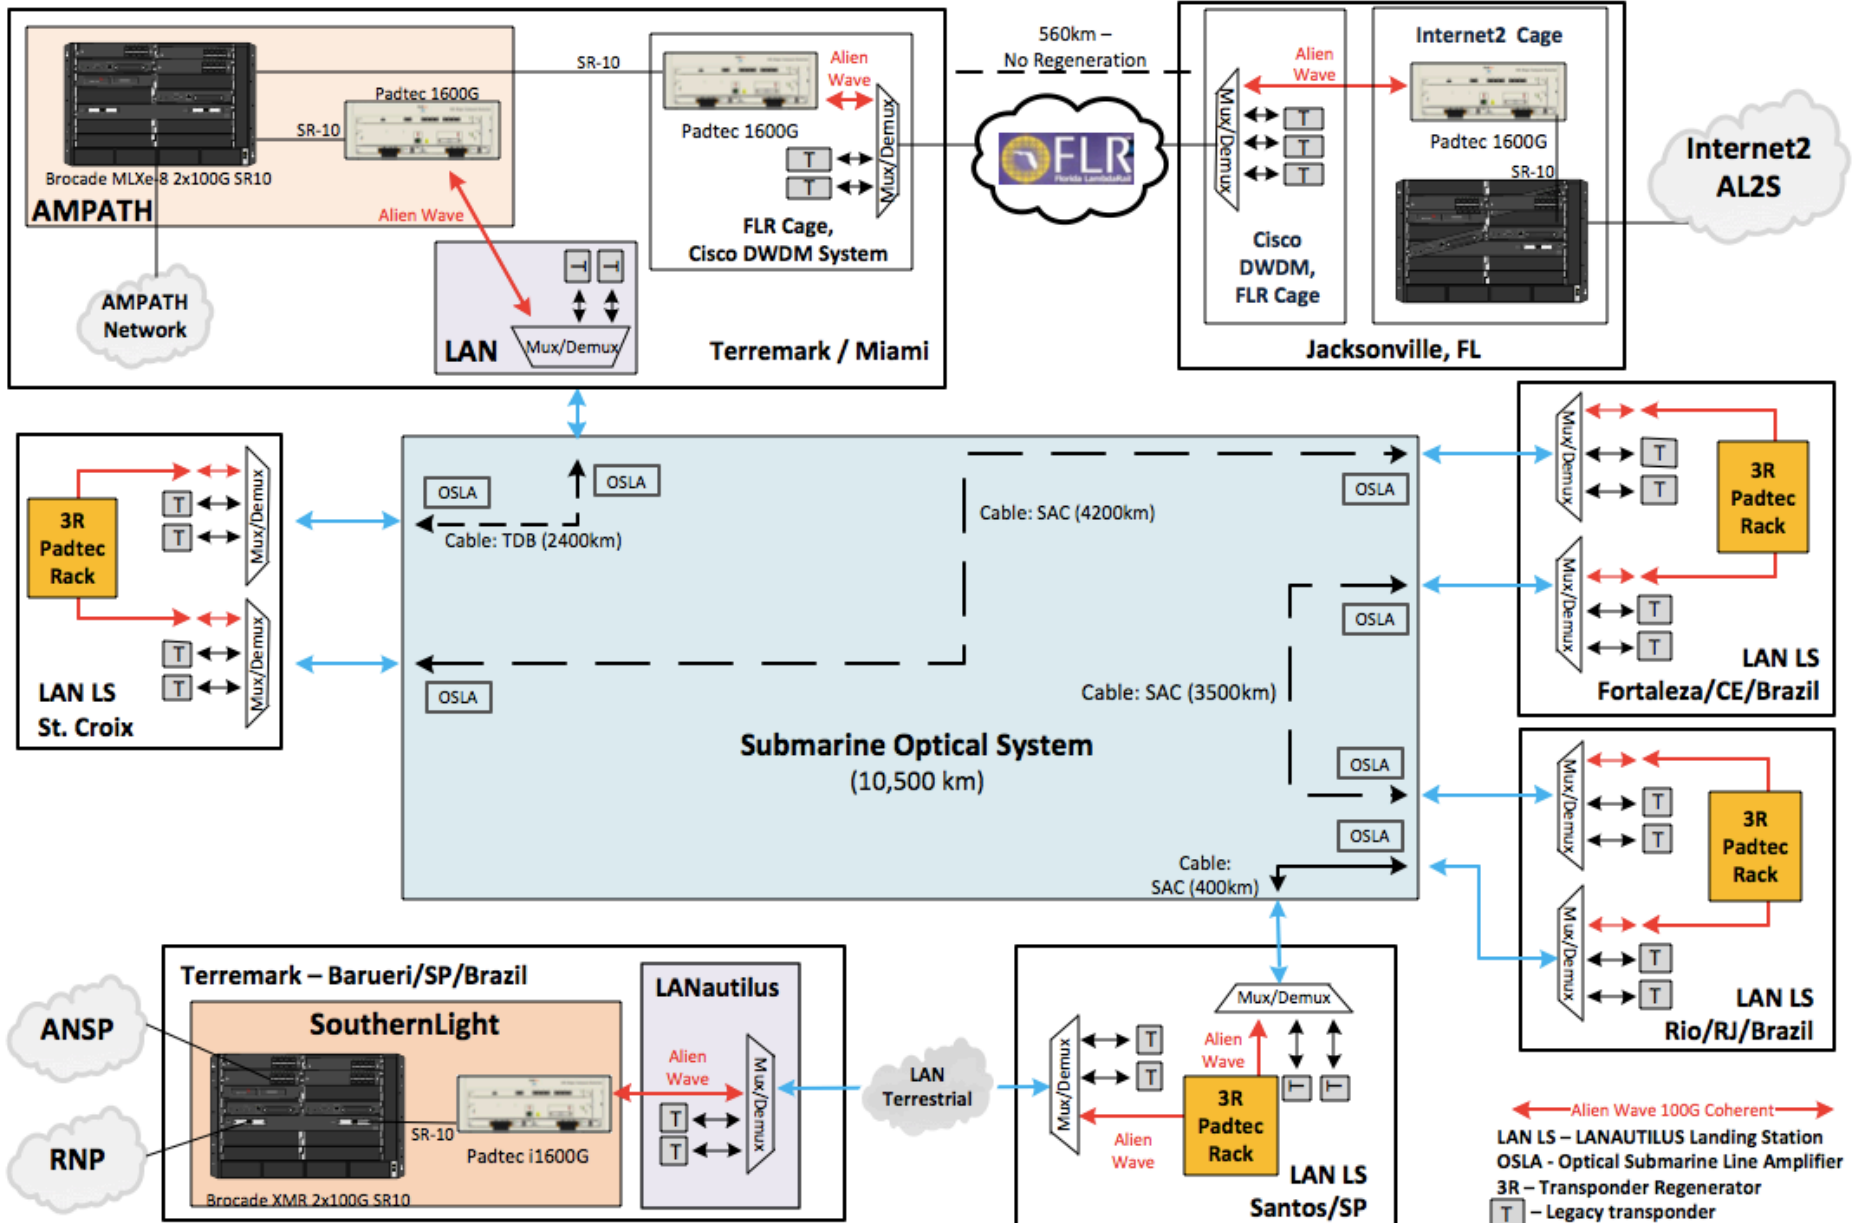 560km –
No Regeneration
Internet2 Cage
SR-10
Alien
Wave
Alien
Wave
Padtec 1600G
SR-10
Padtec 1600G
Mux/Demux
T
T
FLR
Florida LambdaRail
Mux/Demux
T
T
T
Padtec 1600G
SR-10
Internet2
AL2S
Brocade MLXe-8 2x100G SR10
AMPATH
Alien Wave
FLR Cage,
Cisco DWDM System
Cisco
DWDM,
FLR Cage
AMPATH
Network
T
T
LAN
Mux/Demux
Terremark / Miami
Jacksonville, FL
3R
Padtec
Rack
T
T
Mux/Demux
T
T
Mux/Demux
LAN LS
St. Croix
OSLA
OSLA
Cable: TDB (2400km)
Cable: SAC (4200km)
OSLA
OSLA
OSLA
Cable: SAC (3500km)
Submarine Optical System
(10,500 km)
OSLA
OSLA
Cable:
SAC (400km)
Mux/Demux
T
T
3R
Padtec
Rack
Mux/Demux
T
T
LAN LS
Fortaleza/CE/Brazil
Mux/Demux
T
T
3R
Padtec
Rack
Mux/Demux
T
T
LAN LS
Rio/RJ/Brazil
Terremark – Barueri/SP/Brazil
ANSP
RNP
SouthernLight
SR-10
Padtec i1600G
Brocade XMR 2x100G SR10
LANautilus
Alien
Wave
T
T
Mux/Demux
LAN
Terrestrial
Mux/Demux
T
T
Mux/Demux
Alien
Wave
T
T
3R
Padtec
Rack
Alien
Wave
LAN LS
Santos/SP
Alien Wave 100G Coherent
LAN LS – LANAUTILUS Landing Station
OSLA - Optical Submarine Line Amplifier
3R – Transponder Regenerator
T – Legacy transponder